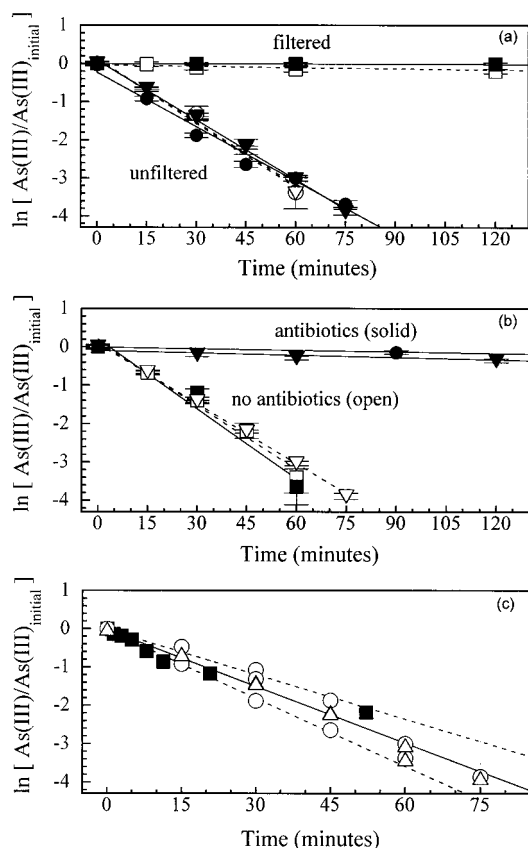 (a)
filtered
unfiltered
ln [ As(III)/As(III)initial ]
1
0
-1
-2
-3
-4
0 15 30 45 60 75 90 105 120
Time (minutes)
(b)
antibiotics (solid)
no antibiotics (open)
ln [ As(III)/As(III)initial ]
1
0
-1
-2
-3
-4
0 15 30 45 60 75 90 105 120
Time (minutes)
(c)
ln [ As(III)/As(III)initial ]
1
0
-1
-2
-3
-4
0 15 30 45 60 75
Time (minutes)